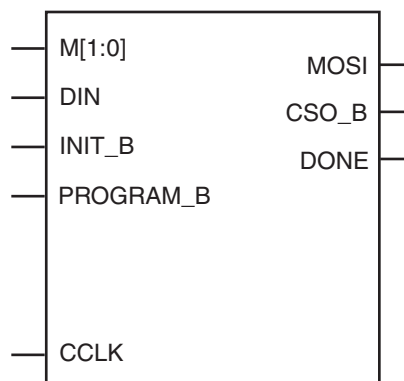 M[1:0]
DIN
INIT_B
PROGRAM_B
CCLK
MOSI
CSO_B
DONE